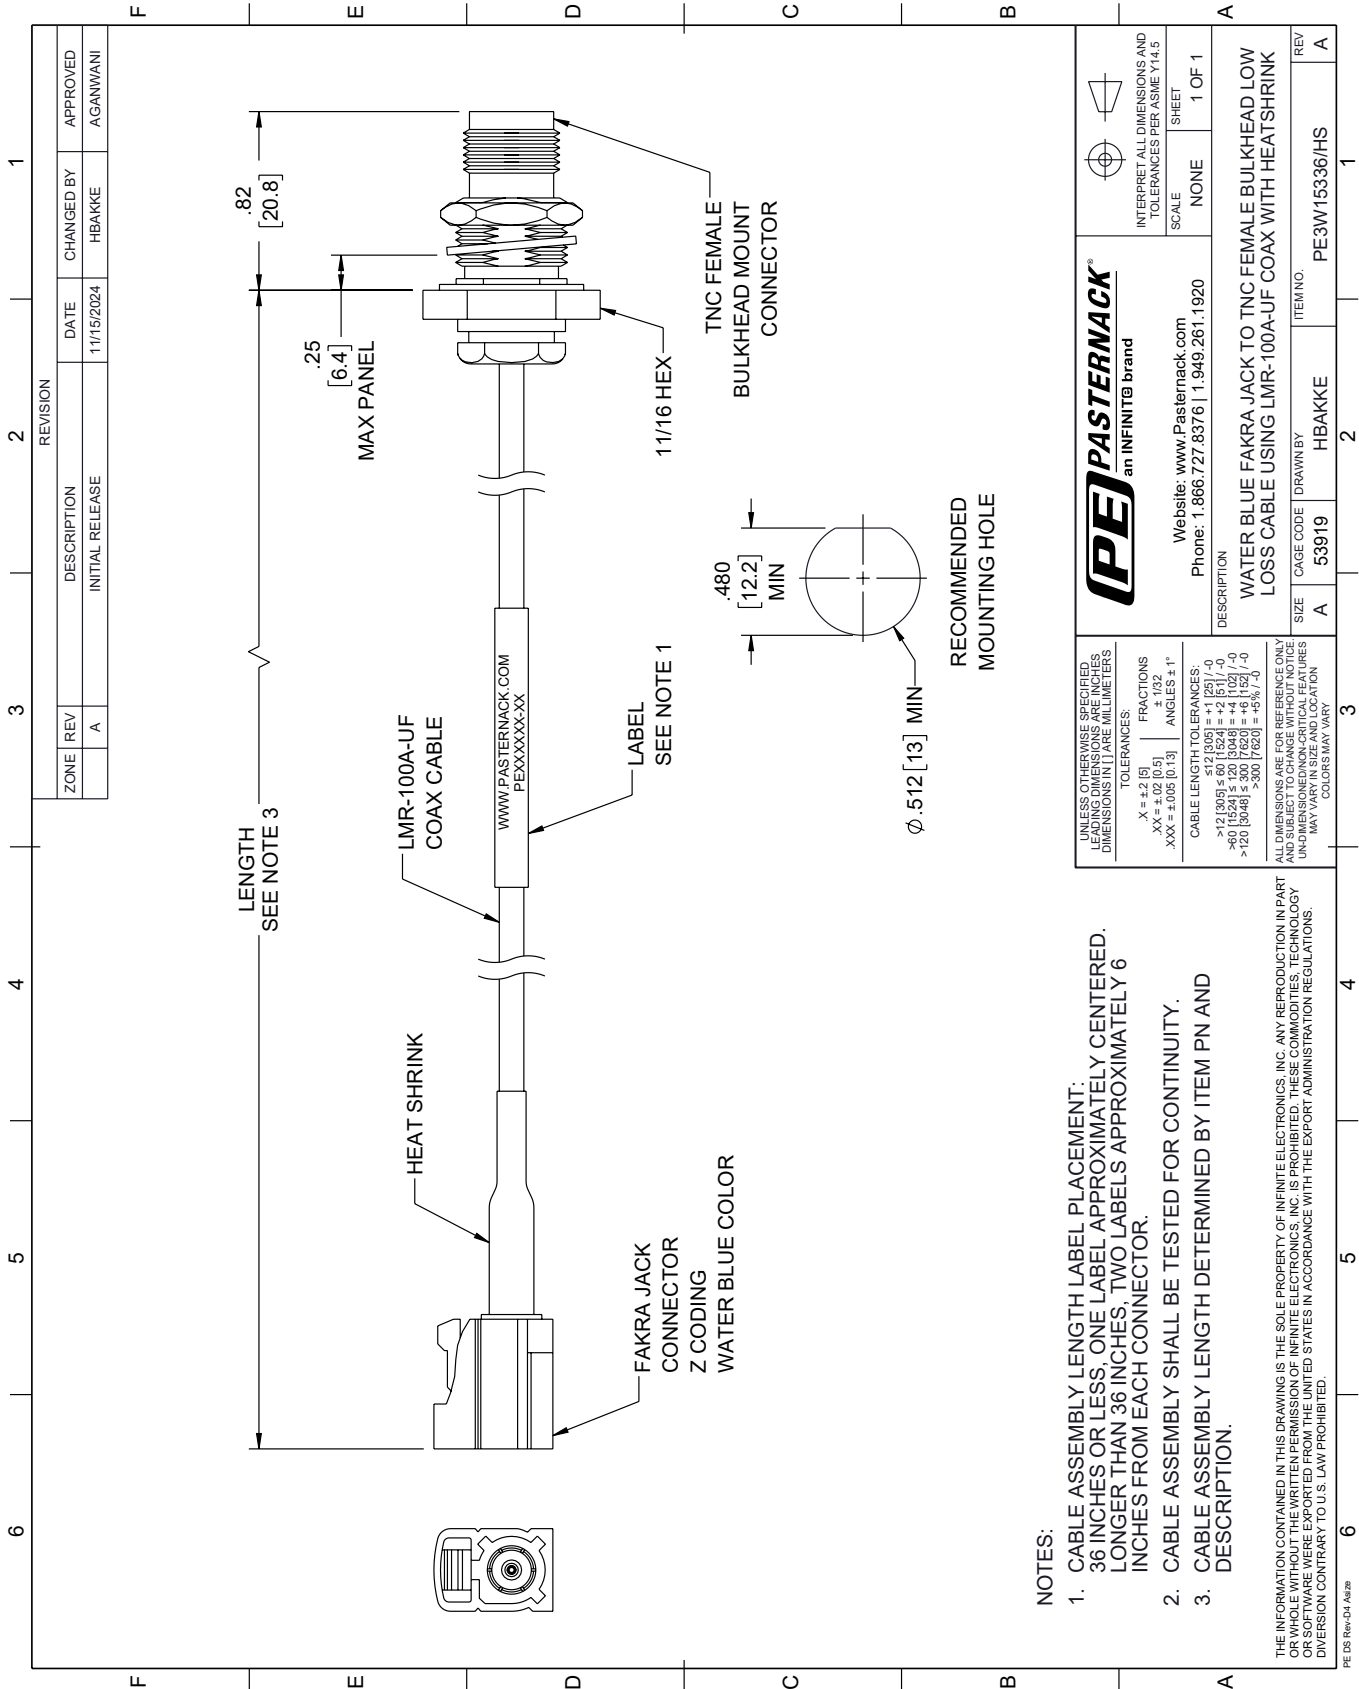 6
5
4
3
2
1
F
E
D
C
B
A
REVISION
ZONE
REV
DESCRIPTION
DATE
CHANGED BY
APPROVED
A
INITIAL RELEASE
11/15/2024
HBAKKE
AGANWANI
LENGTH
SEE NOTE 3
.82
[20.8]
.25
[6.4]
MAX PANEL
HEAT SHRINK
LMR-100A-UF
COAX CABLE
WWW.PASTERNACK.COM
PEXXXXX-XX
LABEL
SEE NOTE 1
FAKRA JACK
CONNECTOR
Z CODING
WATER BLUE COLOR
11/16 HEX
TNC FEMALE
BULKHEAD MOUNT
CONNECTOR
.480
[12.2]
MIN
Ø.512 [13] MIN
RECOMMENDED
MOUNTING HOLE
NOTES:
1. CABLE ASSEMBLY LENGTH LABEL PLACEMENT:
36 INCHES OR LESS, ONE LABEL APPROXIMATELY CENTERED.
LONGER THAN 36 INCHES, TWO LABELS APPROXIMATELY 6
INCHES FROM EACH CONNECTOR.
2. CABLE ASSEMBLY SHALL BE TESTED FOR CONTINUITY.
3. CABLE ASSEMBLY LENGTH DETERMINED BY ITEM PN AND
DESCRIPTION.
THE INFORMATION CONTAINED IN THIS DRAWING IS THE SOLE PROPERTY OF INFINITE ELECTRONICS, INC. ANY REPRODUCTION IN PART
OR WHOLE WITHOUT THE WRITTEN PERMISSION OF INFINITE ELECTRONICS, INC. IS PROHIBITED. THESE COMMODITIES, TECHNOLOGY
OR SOFTWARE WERE EXPORTED FROM THE UNITED STATES IN ACCORDANCE WITH THE EXPORT ADMINISTRATION REGULATIONS.
DIVERSION CONTRARY TO U.S. LAW PROHIBITED.
UNLESS OTHERWISE SPECIFIED
LEADING DIMENSIONS ARE INCHES
DIMENSIONS IN [ ] ARE MILLIMETERS
TOLERANCES:
.X = ±.2 [5]
.XX = ±.02 [0.5]
.XXX = ±.005 [0.13]
FRACTIONS
± 1/32
ANGLES ± 1°
CABLE LENGTH TOLERANCES:
≤12 [305] = +1 [25] / -0
>12 [305] ≤ 60 [1524] = +2 [51] / -0
>60 [1524] ≤ 120 [3048] = +4 [102] / -0
>120 [3048] ≤ 300 [7620] = +6 [152] / -0
>300 [7620] = +5% / -0
ALL DIMENSIONS ARE FOR REFERENCE ONLY
AND SUBJECT TO CHANGE WITHOUT NOTICE.
UN-DIMENSIONED/NON-CRITICAL FEATURES
MAY VARY IN SIZE AND LOCATION
COLORS MAY VARY
PE PASTERNACK®
an INFINIT@ brand
Website: www.Pasternack.com
Phone: 1.866.727.8376 | 1.949.261.1920
INTERPRET ALL DIMENSIONS AND
TOLERANCES PER ASME Y14.5
SCALE
NONE
SHEET
1 OF 1
DESCRIPTION
WATER BLUE FAKRA JACK TO TNC FEMALE BULKHEAD LOW
LOSS CABLE USING LMR-100A-UF COAX WITH HEATSHRINK
SIZE
A
CAGE CODE
53919
DRAWN BY
HBAKKE
ITEM NO.
PE3W15336/HS
REV
A
6
5
4
3
2
1
F
E
D
C
B
A
PE DS Rev-D4 Asize